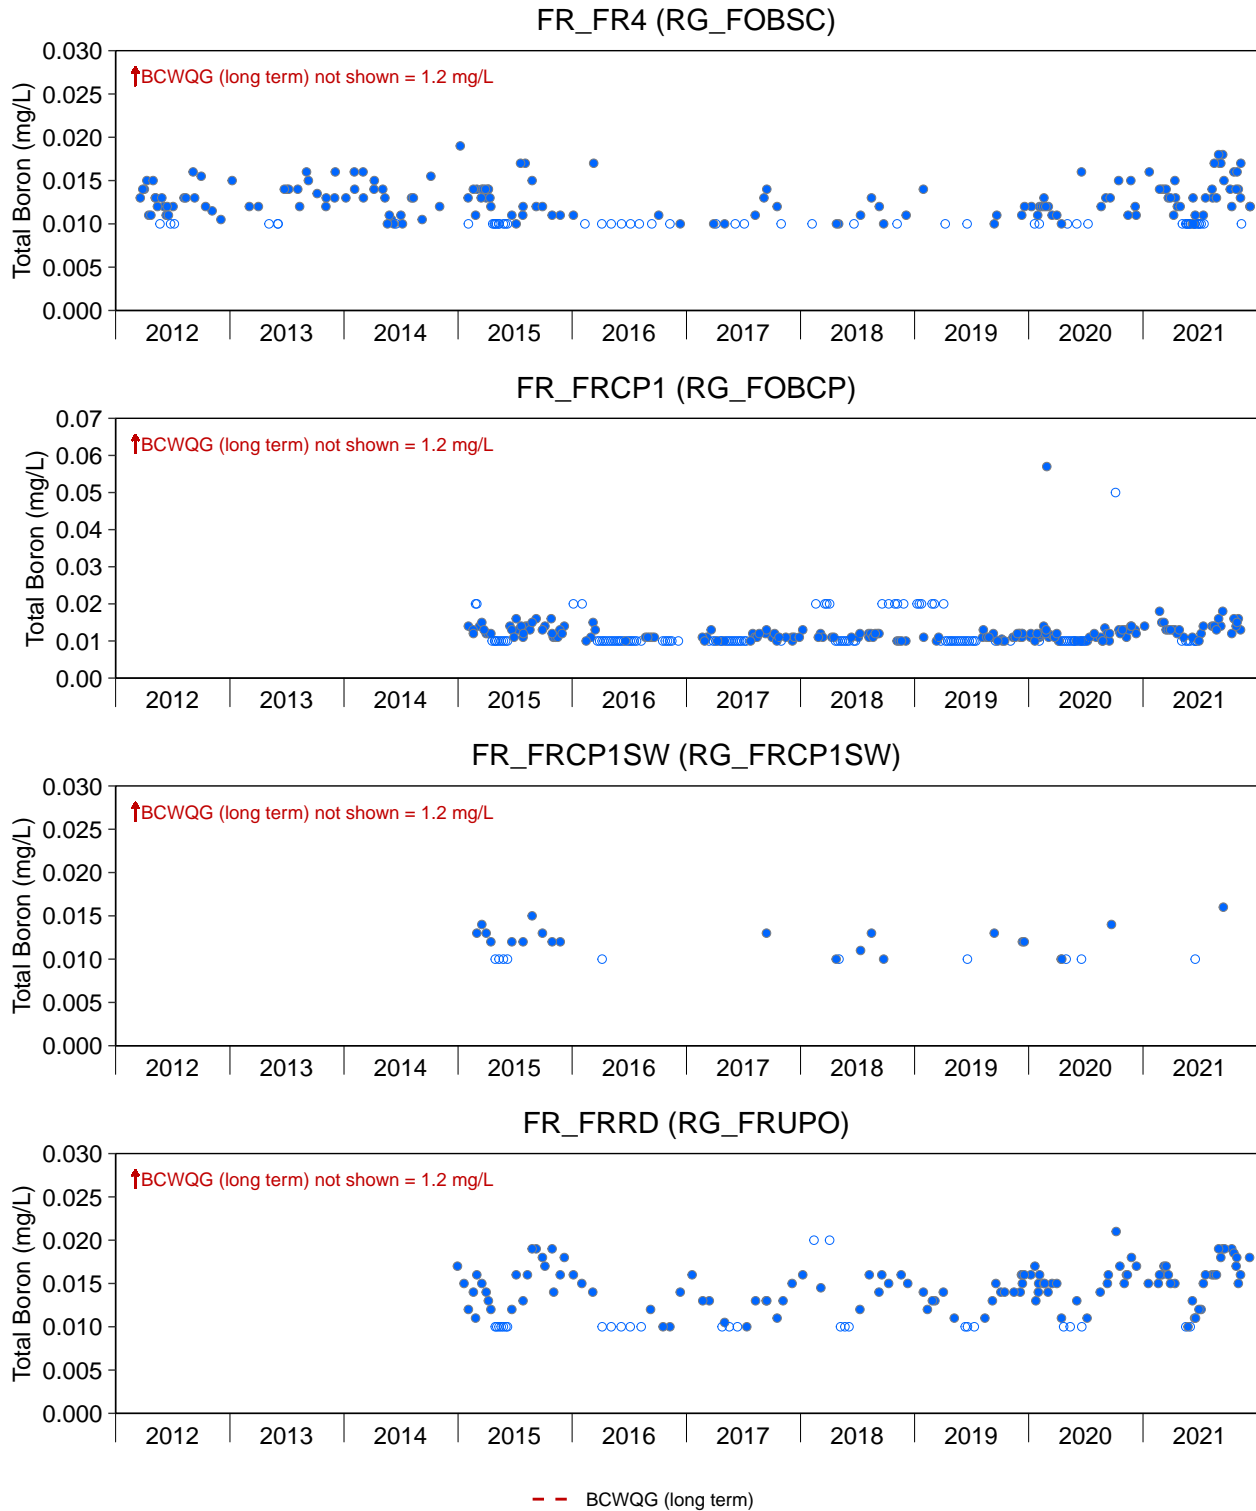 FR_FR4 (RG_FOBSC)
Total Boron (mg/L)
0.030
0.025
0.020
0.015
0.010
0.005
0.000
BCWQG (long term) not shown = 1.2 mg/L
2012 2013 2014 2015 2016 2017 2018 2019 2020 2021
FR_FRCP1 (RG_FOBCP)
Total Boron (mg/L)
0.07
0.06
0.05
0.04
0.03
0.02
0.01
0.00
BCWQG (long term) not shown = 1.2 mg/L
2012 2013 2014 2015 2016 2017 2018 2019 2020 2021
FR_FRCP1SW (RG_FRCP1SW)
Total Boron (mg/L)
0.030
0.025
0.020
0.015
0.010
0.005
0.000
BCWQG (long term) not shown = 1.2 mg/L
2012 2013 2014 2015 2016 2017 2018 2019 2020 2021
FR_FRRD (RG_FRUPO)
Total Boron (mg/L)
0.030
0.025
0.020
0.015
0.010
0.005
0.000
BCWQG (long term) not shown = 1.2 mg/L
2012 2013 2014 2015 2016 2017 2018 2019 2020 2021
BCWQG (long term)